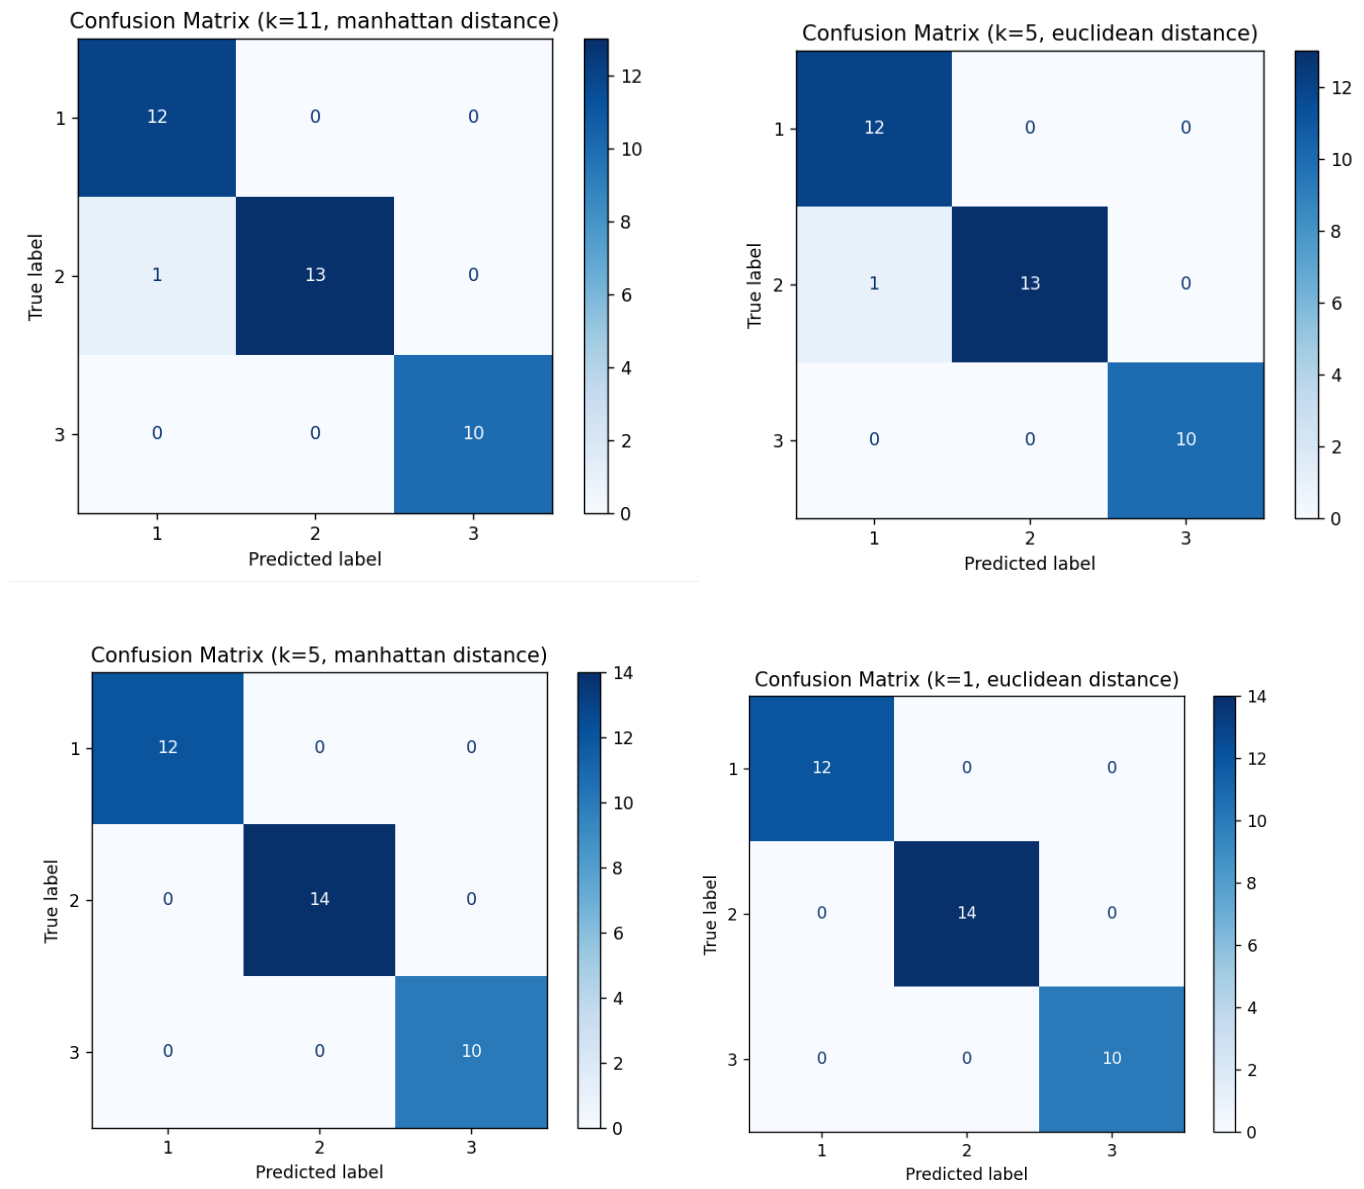 Confusion Matrix (k=11, manhattan distance)
12 0 0
1 13 0
0 0 10
1
2
3
True label
1 2 3
Predicted label
12
10
8
6
4
2
0
Confusion Matrix (k=5, euclidean distance)
12 0 0
1 13 0
0 0 10
1
2
3
True label
1 2 3
Predicted label
12
10
8
6
4
2
0
Confusion Matrix (k=5, manhattan distance)
12 0 0
0 14 0
0 0 10
1
2
3
True label
1 2 3
Predicted label
14
12
10
8
6
4
2
0
Confusion Matrix (k=1, euclidean distance)
12 0 0
0 14 0
0 0 10
1
2
3
True label
1 2 3
Predicted label
14
12
10
8
6
4
2
0